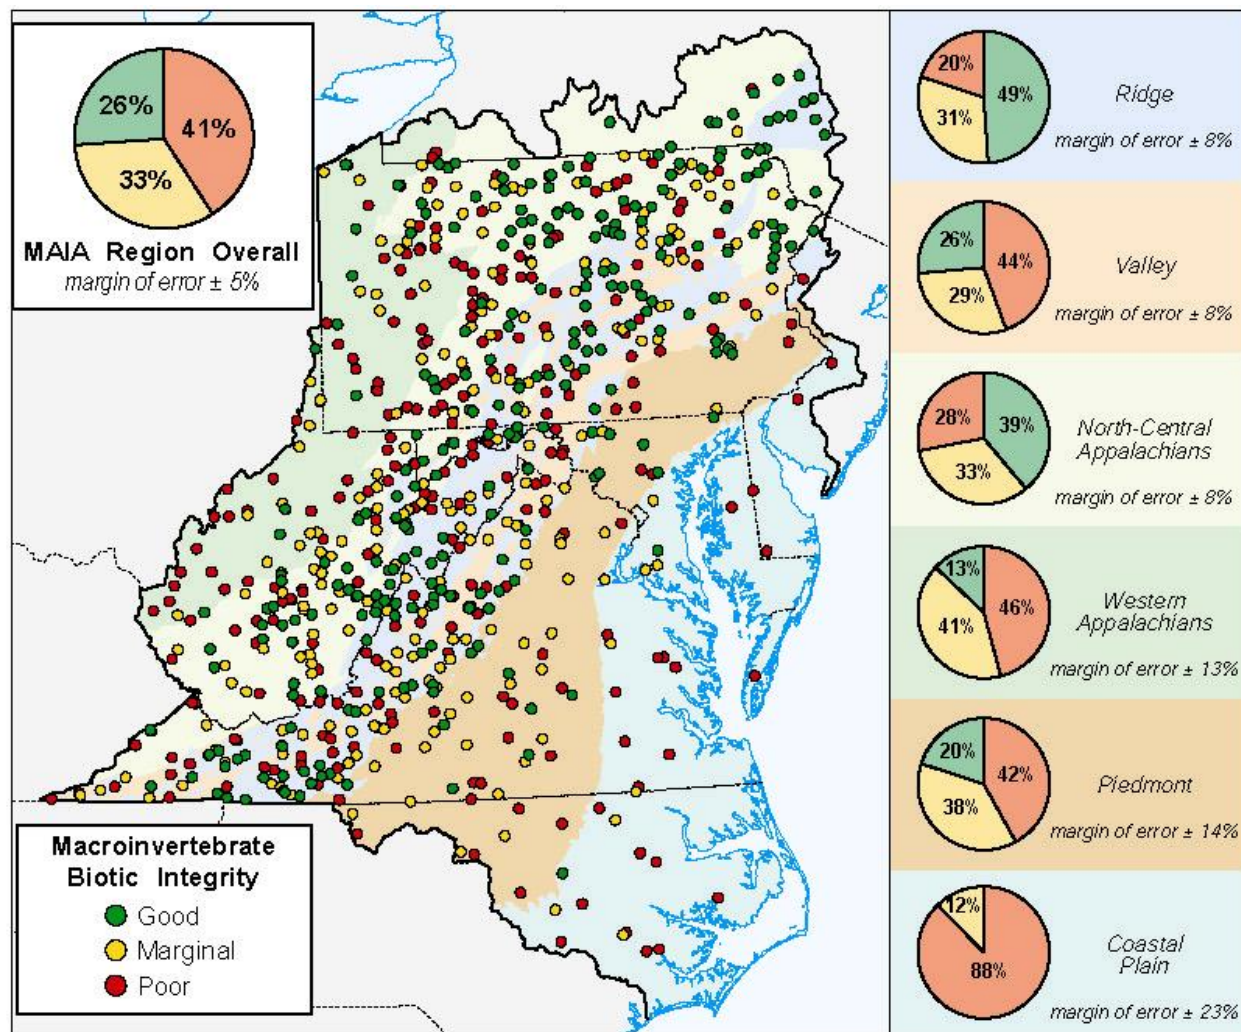 26%
41%
33%
MAIA Region Overall
margin of error ± 5%
Macroinvertebrate
Biotic Integrity
Good
Marginal
Poor
20%
49%
31%
Ridge
margin of error ± 8%
26%
44%
29%
Valley
margin of error ± 8%
28%
39%
33%
North-Central
Appalachians
margin of error ± 8%
13%
46%
41%
Western
Appalachians
margin of error ± 13%
20%
42%
38%
Piedmont
margin of error ± 14%
12%
88%
Coastal
Plain
margin of error ± 23%